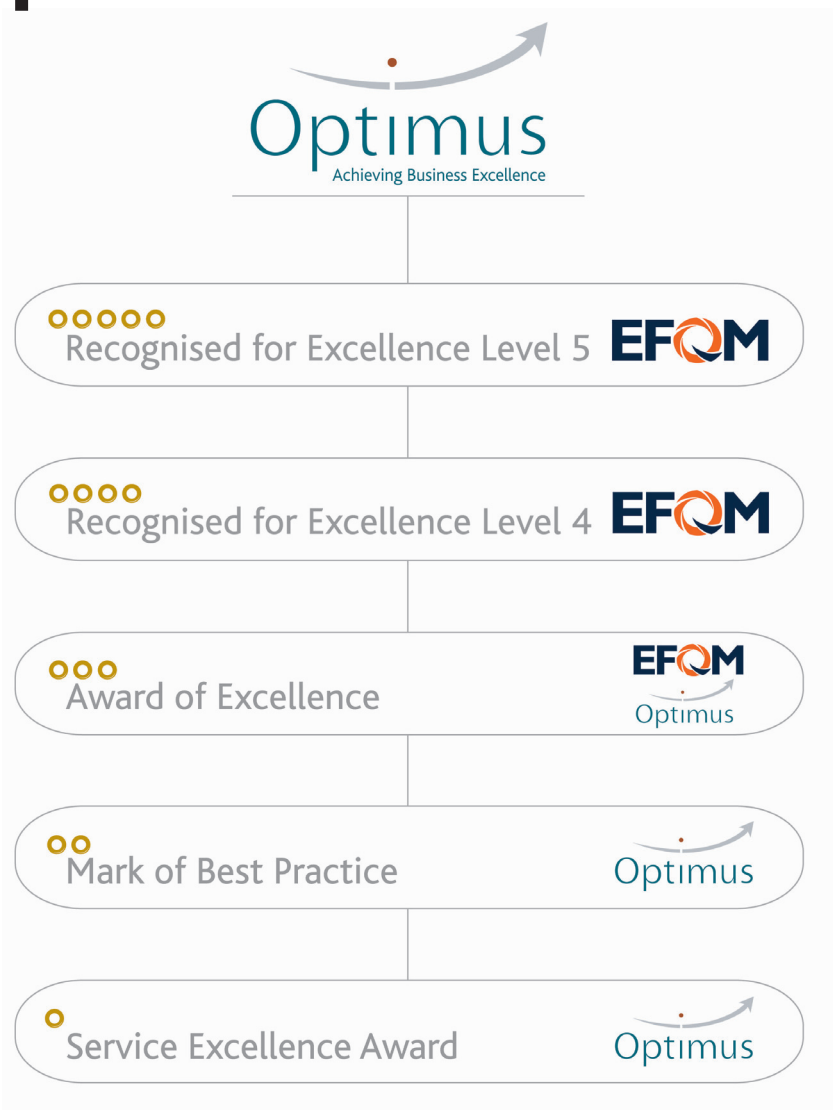 Optimus
Achieving Business Excellence
Recognised for Excellence Level 5 EFQM
Recognised for Excellence Level 4 EFQM
EFQM
Award of Excellence
Optimus
Mark of Best Practice Optimus
Service Excellence Award Optimus